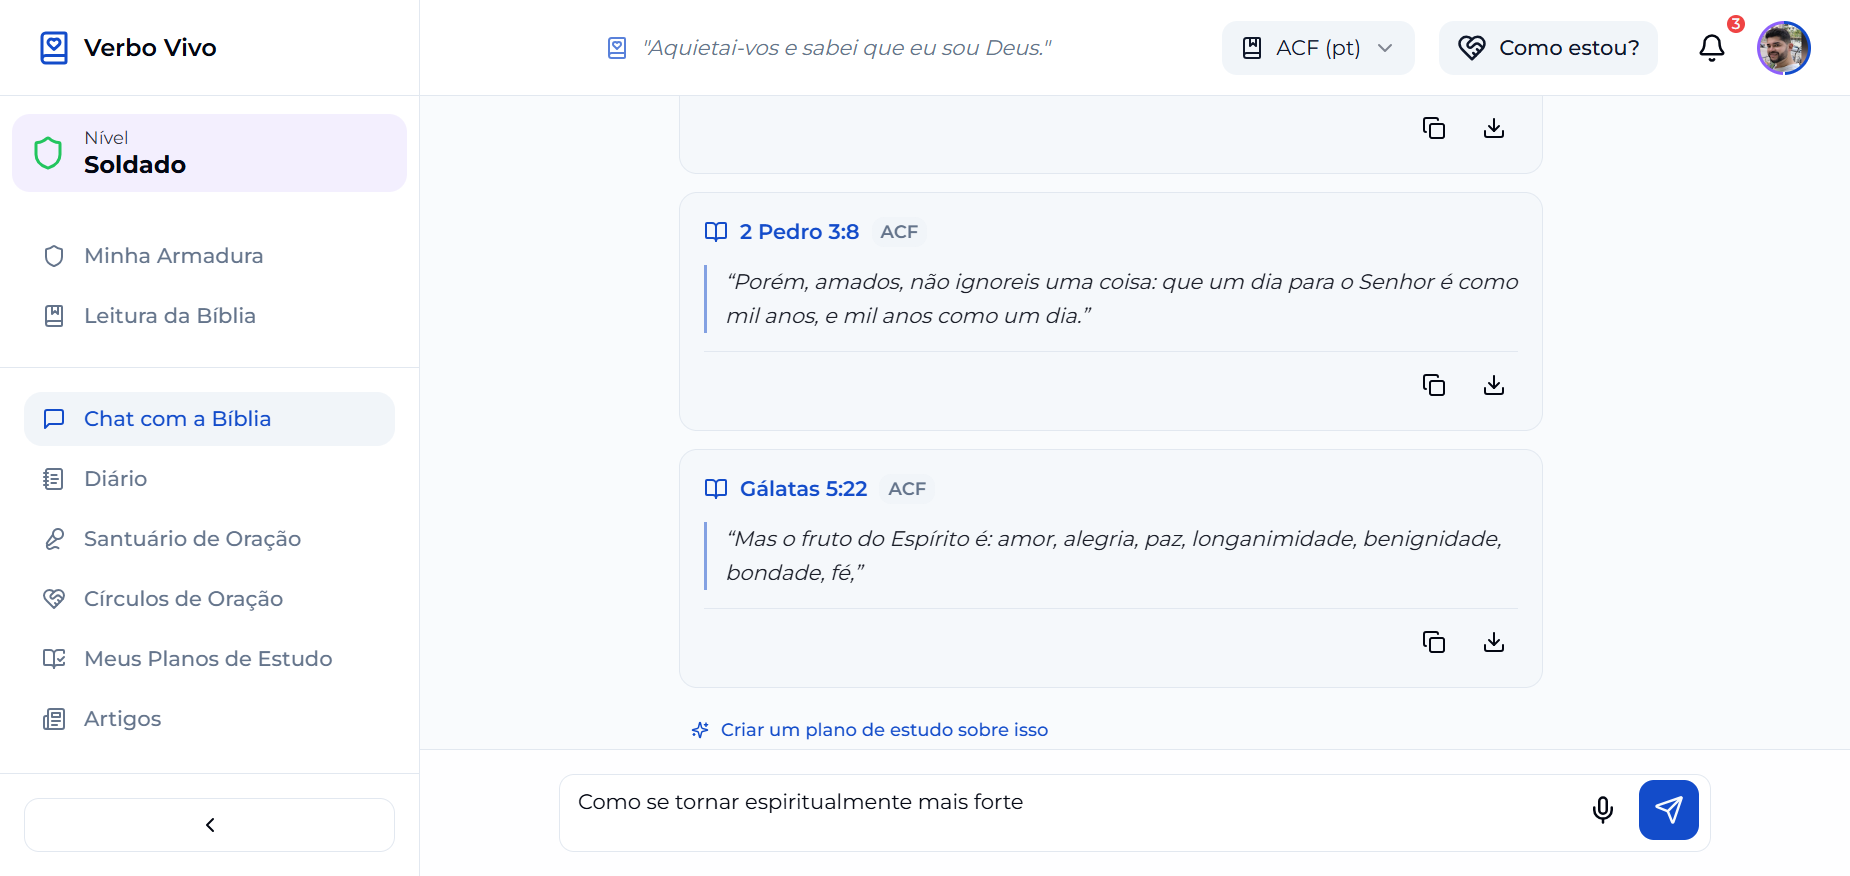 Verbo Vivo
"Aquietai-vos e sabei que eu sou Deus."
ACF (pt)
Como estou?
3
Nível
Soldado
Minha Armadura
Leitura da Bíblia
Chat com a Bíblia
Diário
Santuário de Oração
Círculos de Oração
Meus Planos de Estudo
Artigos
2 Pedro 3:8 ACF
“Porém, amados, não ignoreis uma coisa: que um dia para o Senhor é como
mil anos, e mil anos como um dia.”
Gálatas 5:22 ACF
“Mas o fruto do Espírito é: amor, alegria, paz, longanimidade, benignidade,
bondade, fé,”
Criar um plano de estudo sobre isso
Como se tornar espiritualmente mais forte